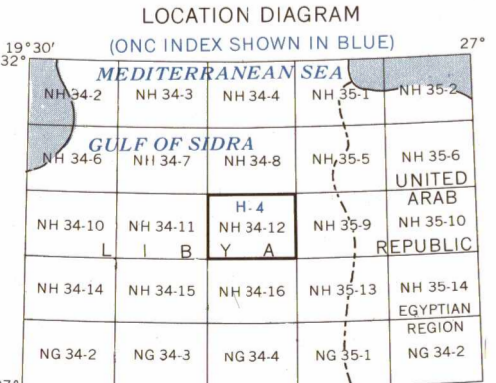 LOCATION DIAGRAM
(ONC INDEX SHOWN IN BLUE)
19°30' 27°
32°
MEDITERRANEAN SEA
NH 34-2 NH 34-3 NH 34-4 NH 35-1 NH 35-2
GULF OF SIDRA
NH 34-6 NH 34-7 NH 34-8 NH 35-5 NH 35-6
UNITED
ARAB
H-4
NH 34-10 NH 34-11 NH 34-12 NH 35-9 NH 35-10
LIBYA REPUBLIC
NH 34-14 NH 34-15 NH 34-16 NH 35-13 NH 35-14
EGYPTIAN
REGION
NG 34-2 NG 34-3 NG 34-4 NG 35-1 NG 34-2